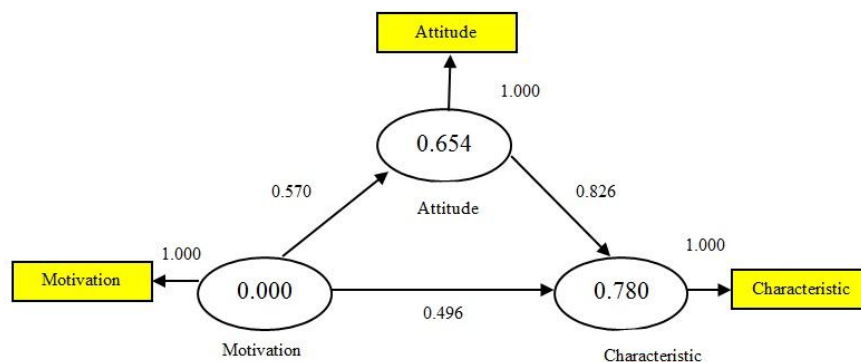 Attitude
1.000
0.654
0.570
0.826
Attitude
1.000
1.000
Motivation
0.000
0.780
Characteristic
0.496
Motivation
Characteristic